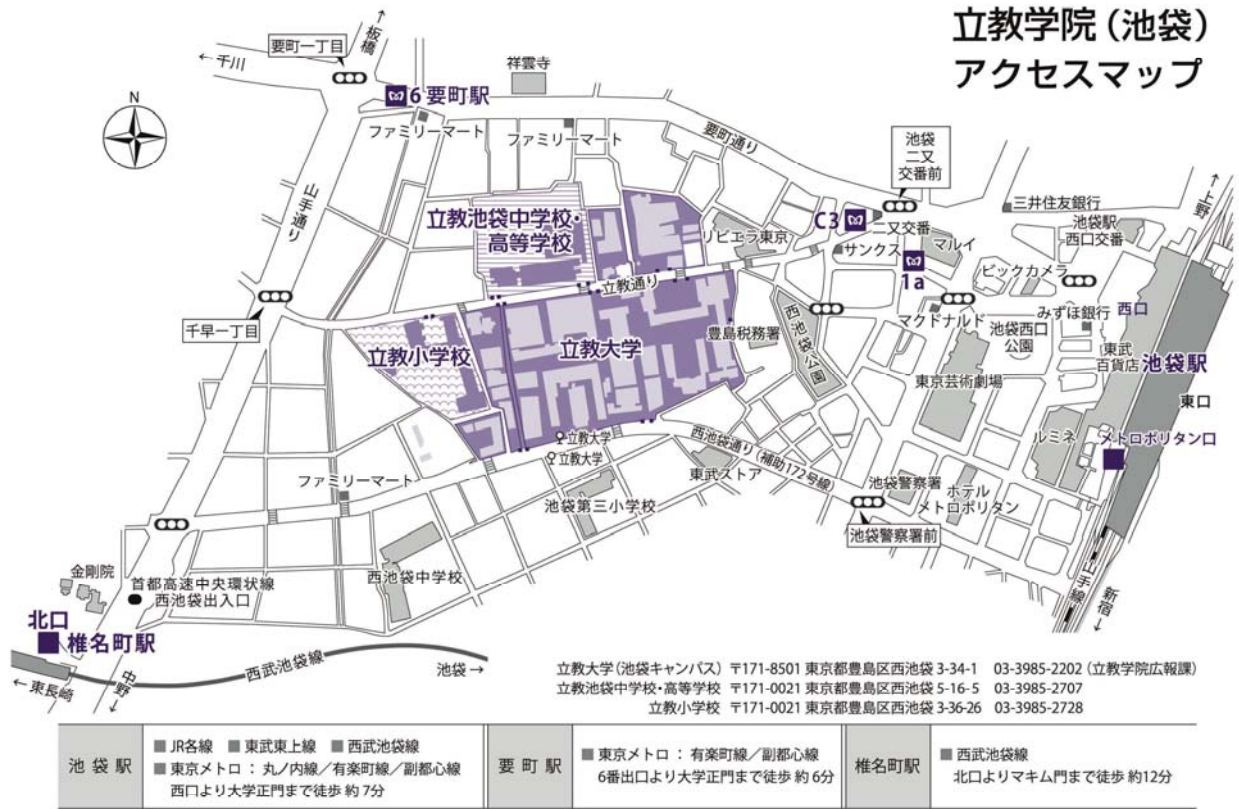 立教学院（池袋）
アクセスマップ
要町一丁目
↑板橋
←千川
N
6 要町駅
祥雲寺
ファミリーマート
ファミリーマート
要町通り
池袋
二又
交番前
山手通り
立教池袋中学校・
高等学校
C3
二又交番
リビエラ東京
サンクス
マルイ
1a
三井住友銀行
池袋駅
西口交番
↑上野
ビックカメラ
立教通り
千早一丁目
立教小学校
立教大学
豊島税務署
西池袋公園
マクドナルド
池袋西口
公園
みずほ銀行
西口
東武
百貨店
池袋駅
東京芸術劇場
東口
ルミネ
メトロポリタン口
立教大学
立教大学
西池袋通り（補助172号線）
東武ストア
ファミリーマート
池袋第三小学校
池袋警察署
ホテル
メトロポリタン
池袋警察署前
西池袋中学校
金剛院
首都高速中央環状線
西池袋出入口
北口
椎名町駅
山手線
新宿↓
西武池袋線
池袋→
←東長崎
中野↓
立教大学（池袋キャンパス） 〒171-8501 東京都豊島区西池袋 3-34-1 03-3985-2202（立教学院広報課）
立教池袋中学校・高等学校 〒171-0021 東京都豊島区西池袋 5-16-5 03-3985-2707
立教小学校 〒171-0021 東京都豊島区西池袋 3-36-26 03-3985-2728
池袋駅
■ JR各線 ■ 東武東上線 ■ 西武池袋線
■ 東京メトロ：丸ノ内線／有楽町線／副都心線
西口より大学正門まで徒歩 約7分
要町駅
■ 東京メトロ：有楽町線／副都心線
6番出口より大学正門まで徒歩 約6分
椎名町駅
■ 西武池袋線
北口よりマキム門まで徒歩 約12分